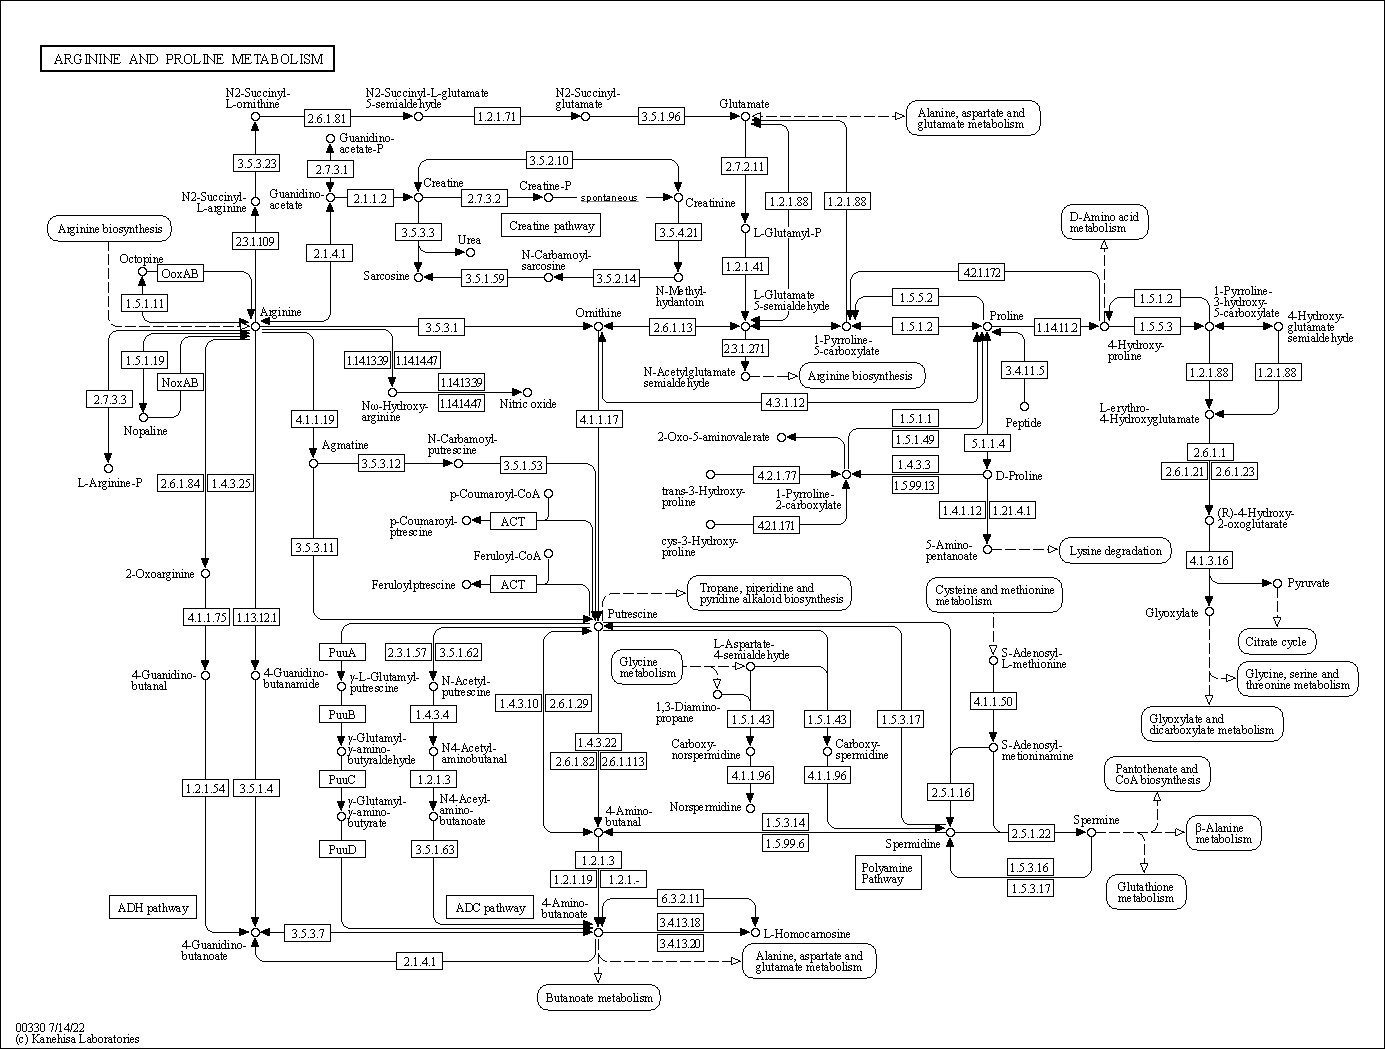 ARGININE AND PROLINE METABOLISM
N2-Succinyl-
L-ornithine
N2-Succinyl-L-glutamate
5-semialdehyde
N2-Succinyl
glutamate
Glutamate
2.6.1.81
1.2.1.71
3.5.1.96
Alanine, aspartate and
glutamate metabolism
Guanidino-
acetate-P
3.5.3.23
2.7.3.1
3.5.2.10
2.7.2.11
N2-Succinyl-
L-arginine
Guanidino-
acetate
2.1.1.2
Creatine
2.7.3.2
Creatine-P
spontaneous
Creatinine
1.2.1.88
1.2.1.88
Arginine biosynthesis
2.3.1.109
2.1.4.1
3.5.3.3
Urea
Creatine pathway
3.5.4.21
L-Glutamyl-P
D-Amino acid
metabolism
Octopine
OoxAB
Sarcosine
3.5.1.59
N-Carbamoyl-
sarcosine
3.5.2.14
N-Methyl-
hydantoin
1.2.1.41
4.2.1.172
1.5.1.11
Arginine
L-Glutamate
5-semialdehyde
1.5.5.2
1.5.1.2
1-Pyrroline-
3-hydroxy-
5-carboxylate
3.5.3.1
Ornithine
2.6.1.13
1-Pyrroline-
5-carboxylate
1.5.1.2
Proline
1.14.11.2
4-Hydroxy-
proline
1.5.5.3
4-Hydroxy-
glutamate
semialdehyde
1.5.1.19
NoxAB
1.14.13.39
1.14.14.47
2.3.1.271
N-Acetylglutamate
semialdehyde
Arginine biosynthesis
3.4.11.5
1.2.1.88
1.2.1.88
2.7.3.3
Nopaline
1.14.13.39
1.14.14.47
Nω-Hydroxy-
arginine
Nitric oxide
4.3.1.12
Peptide
L-erythro-
4-Hydroxyglutamate
4.1.1.19
4.1.1.17
1.5.1.1
1.5.1.49
5.1.1.4
Agmatine
N-Carbamoyl-
putrescine
2-Oxo-5-aminovalerate
2.6.1.1
2.6.1.21
2.6.1.23
3.5.3.12
3.5.1.53
1.4.3.3
1.5.99.13
D-Proline
L-Arginine-P
2.6.1.84
1.4.3.25
4.2.1.77
trans-3-Hydroxy-
proline
1-Pyrroline-
2-carboxylate
p-Coumaroyl-CoA
p-Coumaroyl-
ptrescine
ACT
4.2.1.171
cys-3-Hydroxy-
proline
1.4.1.12
1.21.4.1
(R)-4-Hydroxy-
2-oxoglutarate
3.5.3.11
Feruloyl-CoA
5-Amino-
pentanoate
Lysine degradation
4.1.3.16
2-Oxoarginine
Feruloylptrescine
ACT
Tropane, piperidine and
pyridine alkaloid biosynthesis
Cysteine and methionine
metabolism
Pyruvate
Glyoxylate
4.1.1.75
1.13.12.1
Putrescine
Citrate cycle
PuuA
2.3.1.57
3.5.1.62
Glycine
metabolism
L-Aspartate-
4-semialdehyde
S-Adenosyl-
L-methionine
4-Guanidino-
butanal
4-Guanidino-
butanamide
γ-L-Glutamyl-
putrescine
N-Acetyl-
putrescine
Glycine, serine and
threonine metabolism
1.4.3.10
2.6.1.29
1,3-Diamino-
propane
4.1.1.50
PuuB
1.4.3.4
1.5.1.43
1.5.1.43
1.5.3.17
Glyoxylate and
dicarboxylate metabolism
γ-Glutamyl-
γ-amino-
butyraldehyde
N4-Acetyl-
aminobutanal
1.4.3.22
2.6.1.82
2.6.1.113
Carboxy-
norspermidine
Carboxy-
spermidine
S-Adenosyl-
metioninamine
PuuC
1.2.1.3
4.1.1.96
4.1.1.96
Pantothenate and
CoA biosynthesis
1.2.1.54
3.5.1.4
γ-Glutamyl-
γ-amino-
butyrate
N4-Aceyl-
amino-
butanoate
4-Amino-
butanal
Norspermidine
2.5.1.16
PuuD
3.5.1.63
1.5.3.14
1.5.99.6
Spermidine
2.5.1.22
Spermine
β-Alanine
metabolism
1.2.1.3
1.2.1.19
1.2.1.-
Polyamine
Pathway
1.5.3.16
1.5.3.17
Glutathione
metabolism
ADH pathway
ADC pathway
4-Amino-
butanoate
6.3.2.11
3.4.13.18
3.4.13.20
L-Homocarnosine
4-Guanidino-
butanoate
3.5.3.7
2.1.4.1
Alanine, aspartate and
glutamate metabolism
Butanoate metabolism
00330 7/14/22
(c) Kanehisa Laboratories